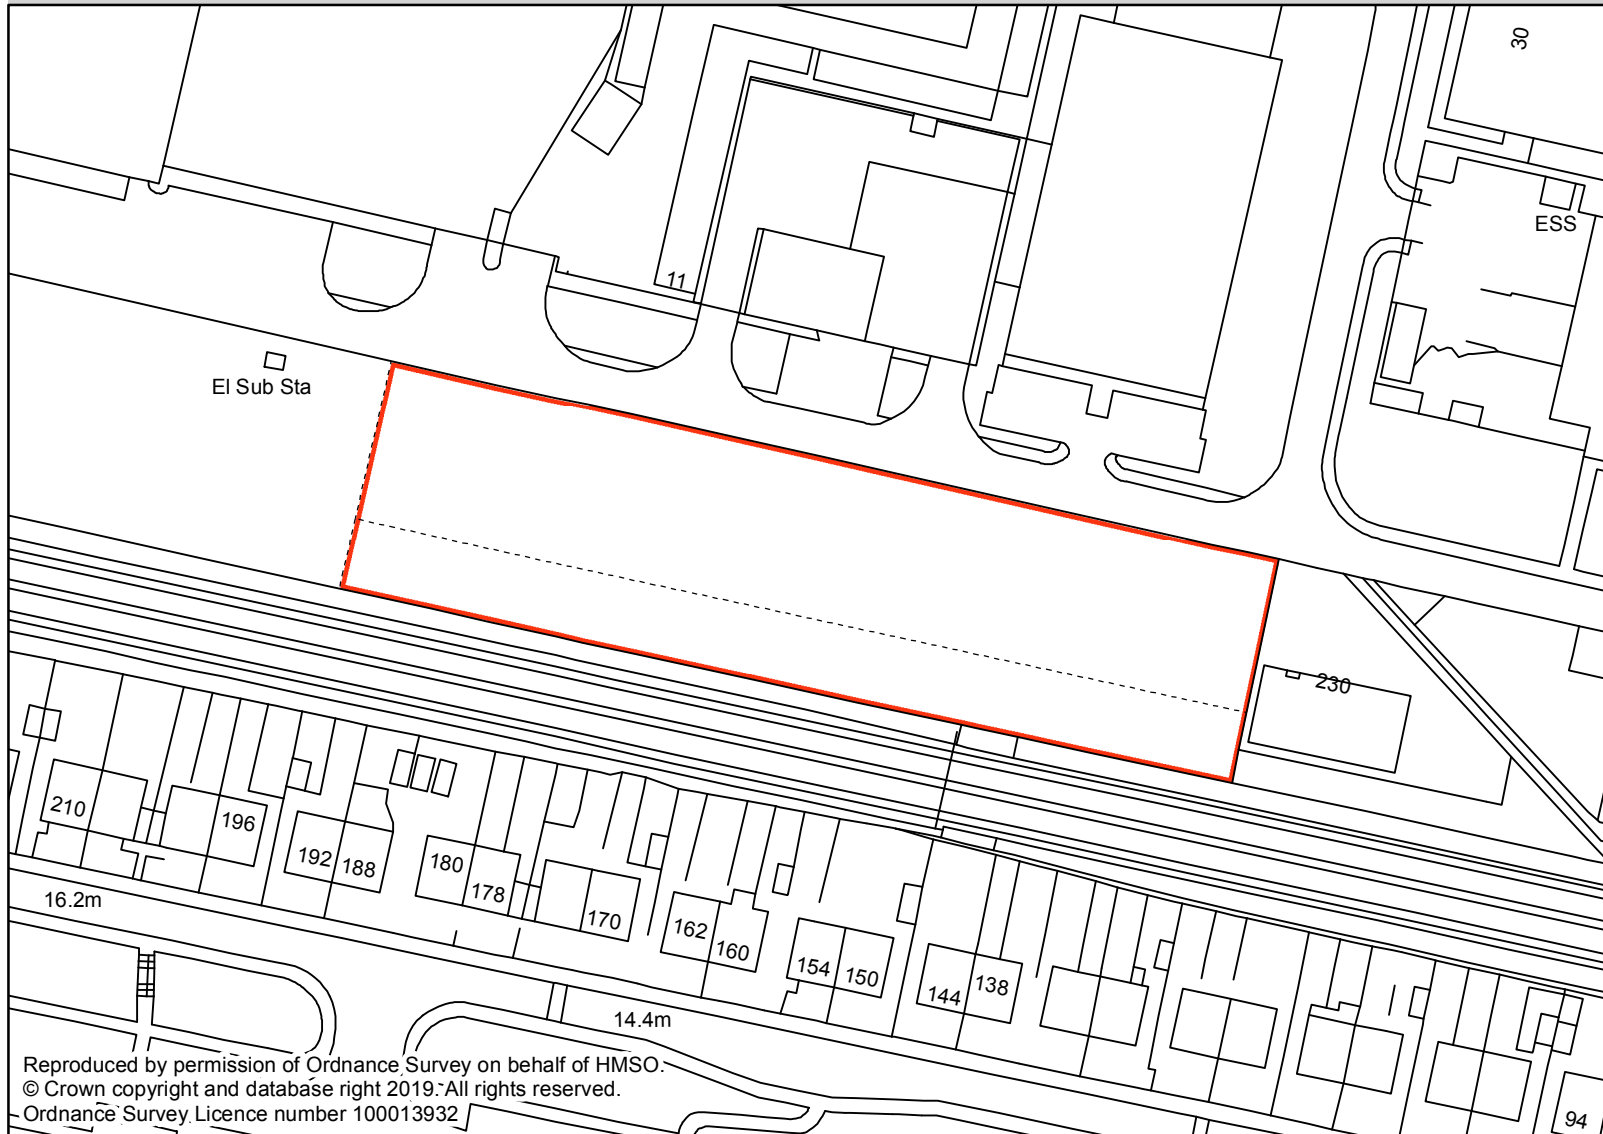 30
ESS
11
El Sub Sta
230
210
196
192
188
180
178
170
162
160
154
150
144
138
94
16.2m
14.4m
Reproduced by permission of Ordnance Survey on behalf of HMSO.
© Crown copyright and database right 2019. All rights reserved.
Ordnance Survey Licence number 100013932